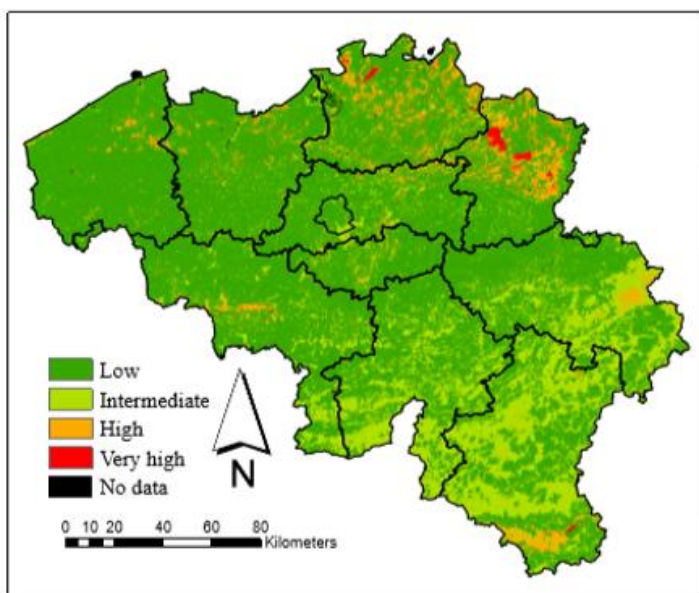 Low
Intermediate
High
Very high
No data
N
0 10 20 40 60 80
Kilometers